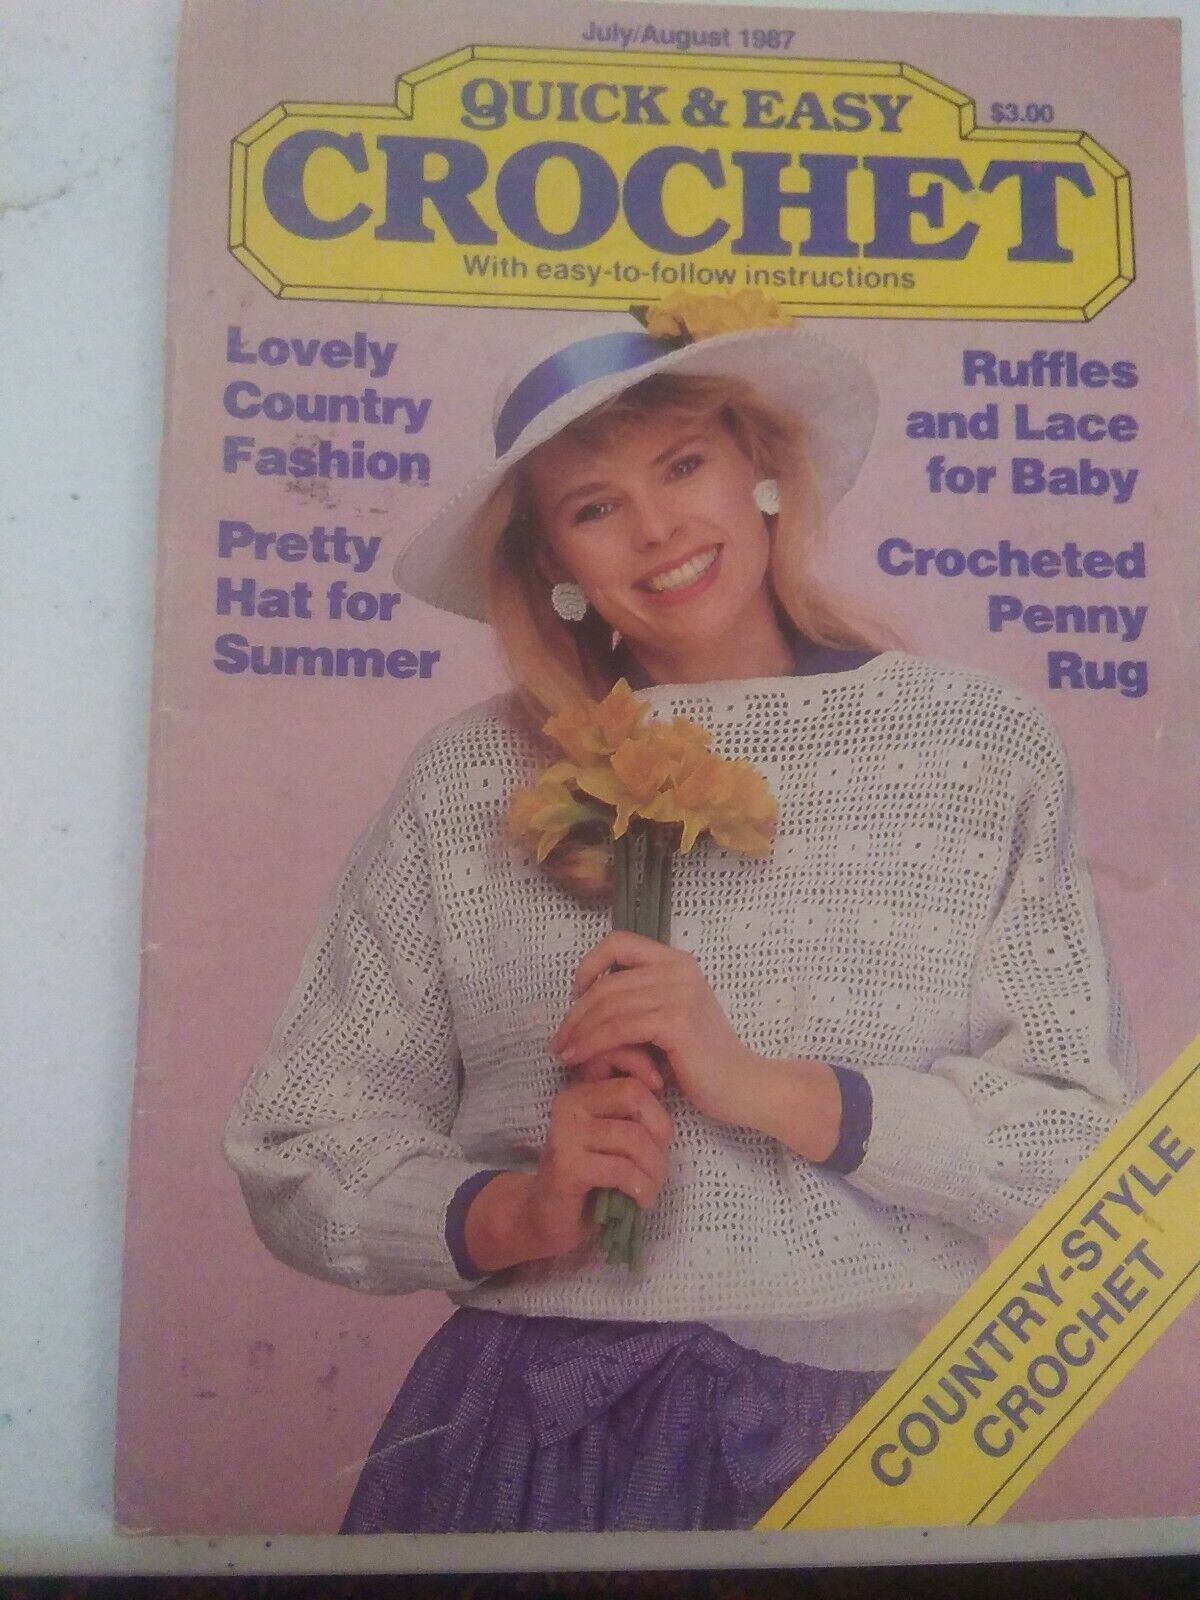 July/August 1987
QUICK & EASY
$3.00
CROCHET
With easy-to-follow instructions
Lovely
Country
Fashion
Pretty
Hat for
Summer
Ruffles
and Lace
for Baby
Crocheted
Penny
Rug
COUNTRY-STYLE
CROCHET